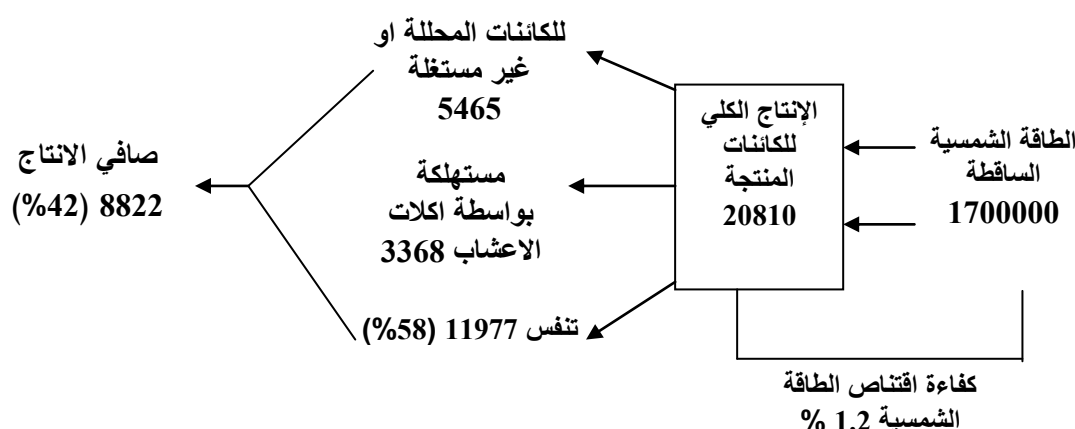 الطاقة الشمسية
الساقطة
1700000
الإنتاج الكلي
للكائنات
المنتجة
20810
للكائنات المحللة او
غير مستغلة
5465
مستهلكة
بواسطة اكلات
الاعشاب 3368
تنفس 11977 (58%)
صافي الانتاج
8822 (42%)
كفاءة اقتناص الطاقة
الشمسية 1.2 %